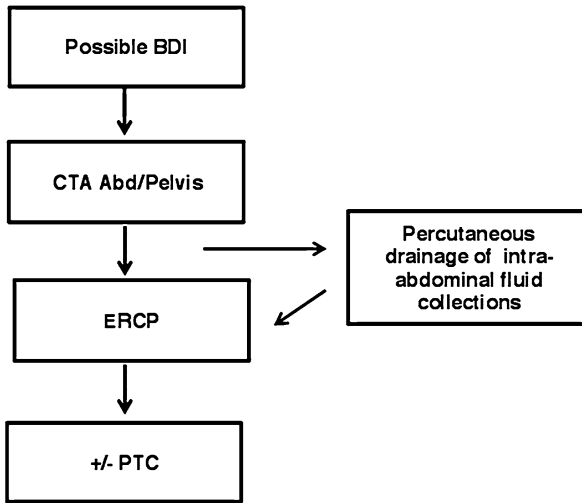 Possible BDI
CTA Abd/Pelvis
Percutaneous
drainage of intra-
abdominal fluid
collections
ERCP
+/- PTC